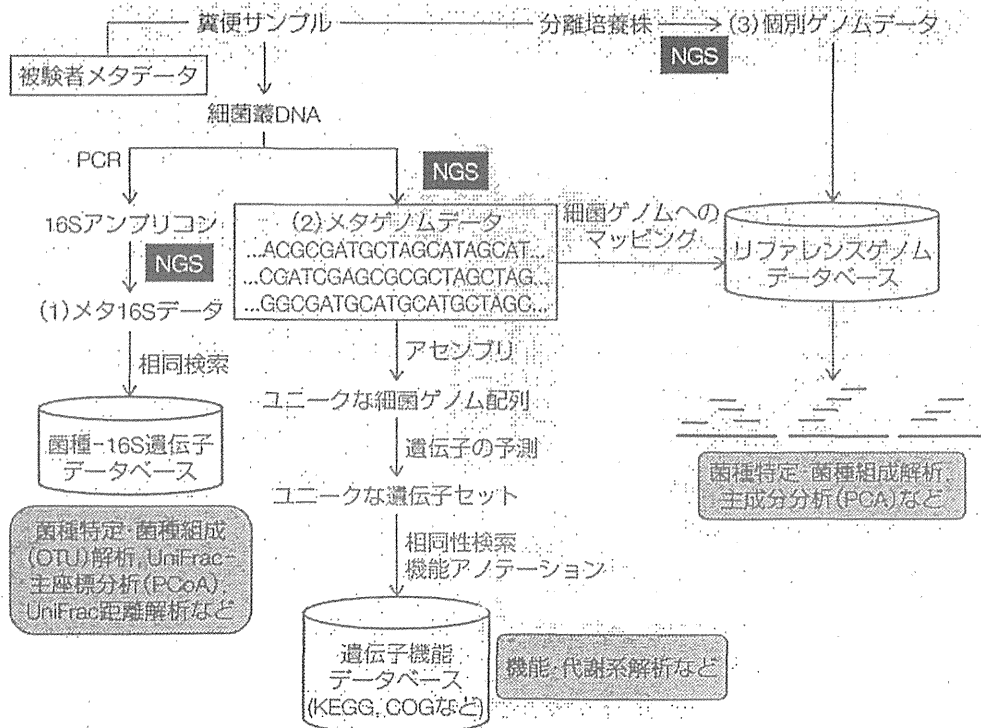 糞便サンプル
分離培養株
(3)個別ゲノムデータ
NGS
被験者メタデータ
細菌叢DNA
PCR
NGS
16Sアンプリコン
NGS
(1)メタ16Sデータ
(2)メタゲノムデータ
...ACGCGATGCTAGCATAGCAT...
...CGATCGAGCGCGCTAGCTAG...
...GGCGATGCATGCATGCTAGC...
細菌ゲノムへの
マッピング
リファレンスゲノム
データベース
相同検索
菌種-16S遺伝子
データベース
菌種特定・菌種組成
(OTU)解析,UniFrac-
主座標分析(PCoA),
UniFrac距離解析など
アセンブリ
ユニークな細菌ゲノム配列
遺伝子の予測
ユニークな遺伝子セット
相同性検索
機能アノテーション
遺伝子機能
データベース
(KEGG, COGなど)
機能・代謝系解析など
菌種特定・菌種組成解析,
主成分分析(PCA)など